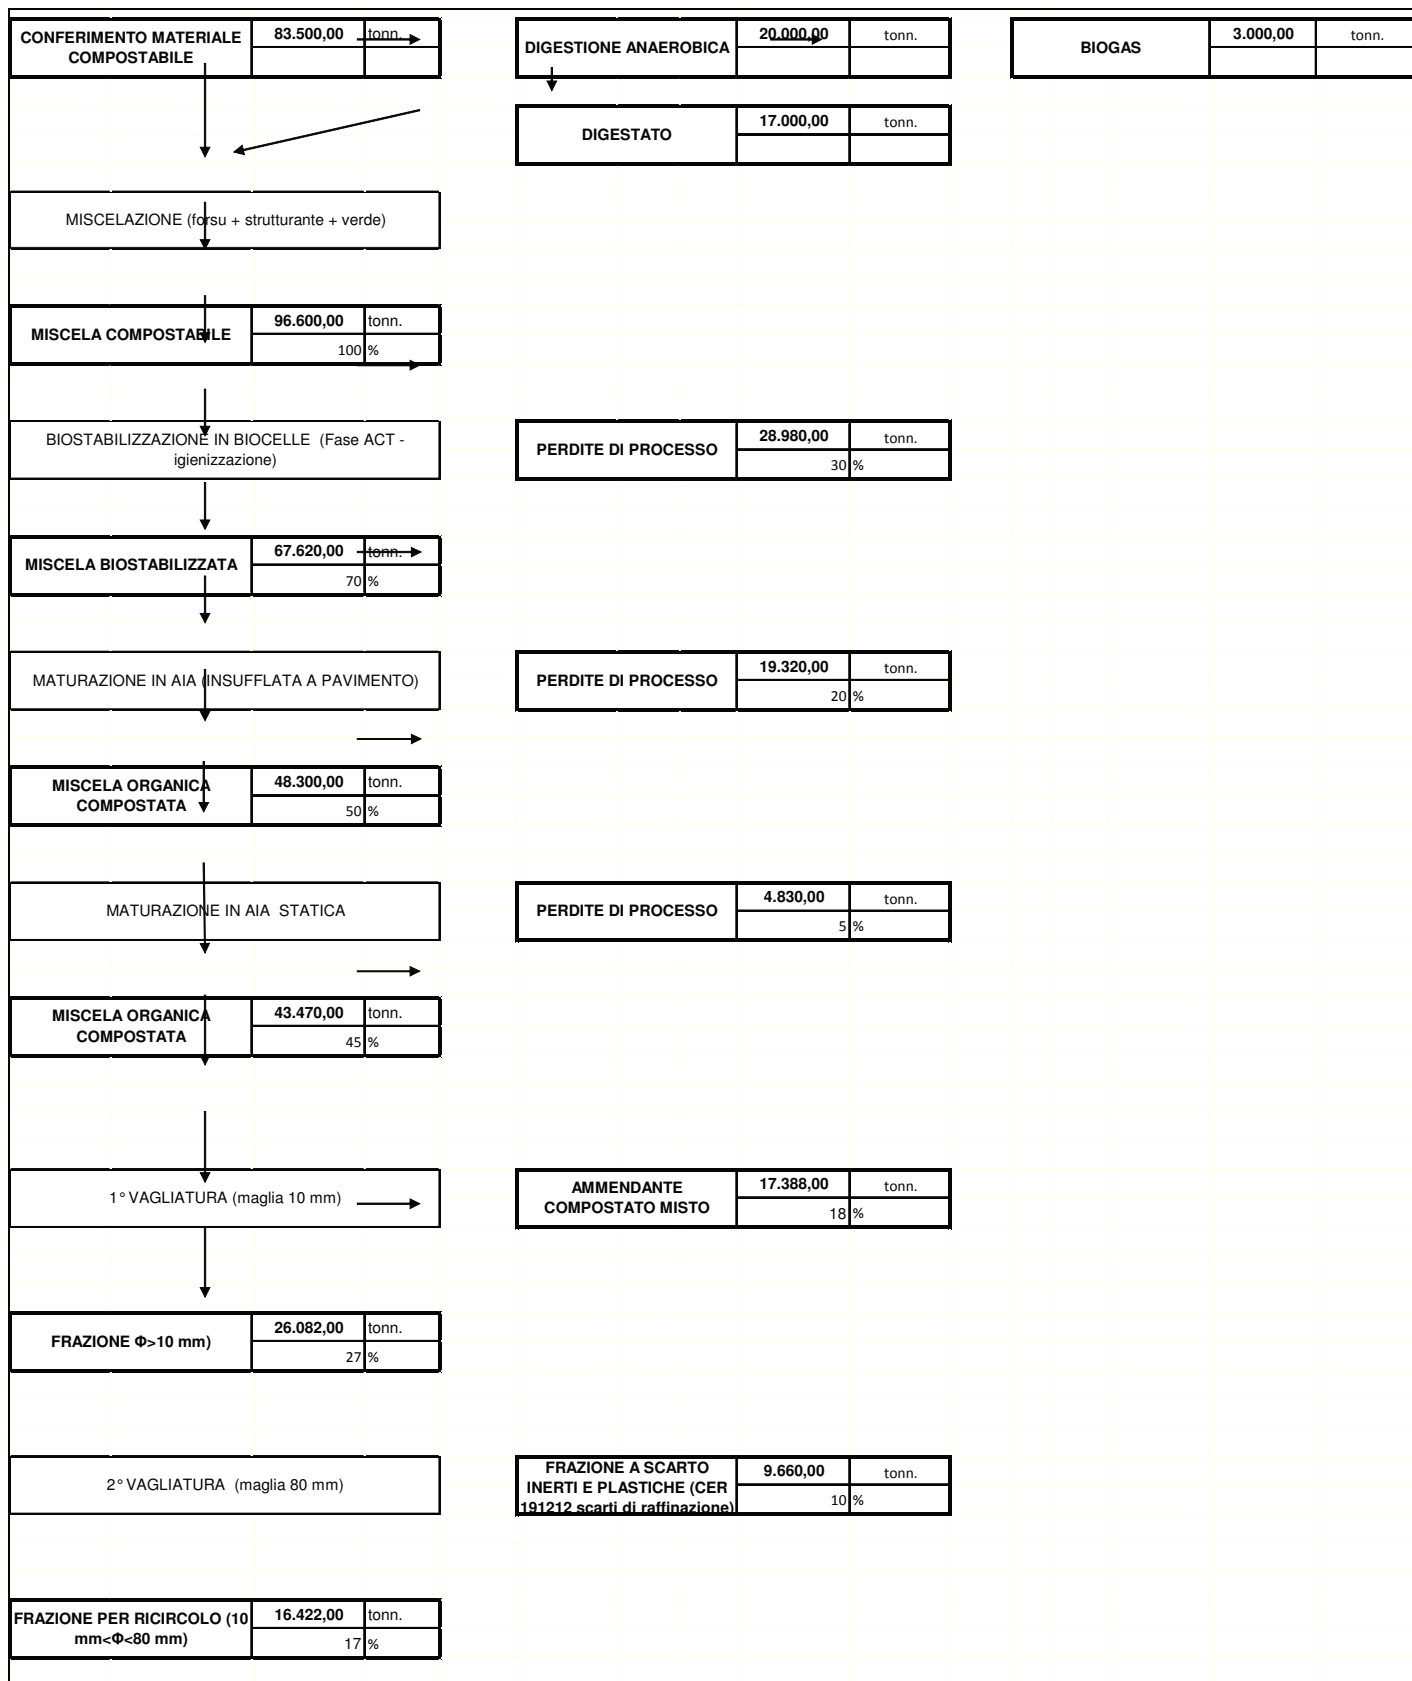 CONFERIMENTO MATERIALE
COMPOSTABILE
83.500,00 tonn.
DIGESTIONE ANAEROBICA
20.000,00 tonn.
BIOGAS
3.000,00 tonn.
DIGESTATO
17.000,00 tonn.
MISCELAZIONE (forsu + strutturante + verde)
MISCELA COMPOSTABILE
96.600,00 tonn.
100 %
BIOSTABILIZZAZIONE IN BIOCELLE (Fase ACT -
igienizzazione)
PERDITE DI PROCESSO
28.980,00 tonn.
30 %
MISCELA BIOSTABILIZZATA
67.620,00 tonn.
70 %
MATURAZIONE IN AIA (INSUFFLATA A PAVIMENTO)
PERDITE DI PROCESSO
19.320,00 tonn.
20 %
MISCELA ORGANICA
COMPOSTATA
48.300,00 tonn.
50 %
MATURAZIONE IN AIA STATICA
PERDITE DI PROCESSO
4.830,00 tonn.
5 %
MISCELA ORGANICA
COMPOSTATA
43.470,00 tonn.
45 %
1° VAGLIATURA (maglia 10 mm)
AMMENDANTE
COMPOSTATO MISTO
17.388,00 tonn.
18 %
FRAZIONE Φ>10 mm)
26.082,00 tonn.
27 %
2° VAGLIATURA (maglia 80 mm)
FRAZIONE A SCARTO
INERTI E PLASTICHE (CER
191212 scarti di raffinazione)
9.660,00 tonn.
10 %
FRAZIONE PER RICIRCOLO (10
mm<Φ<80 mm)
16.422,00 tonn.
17 %